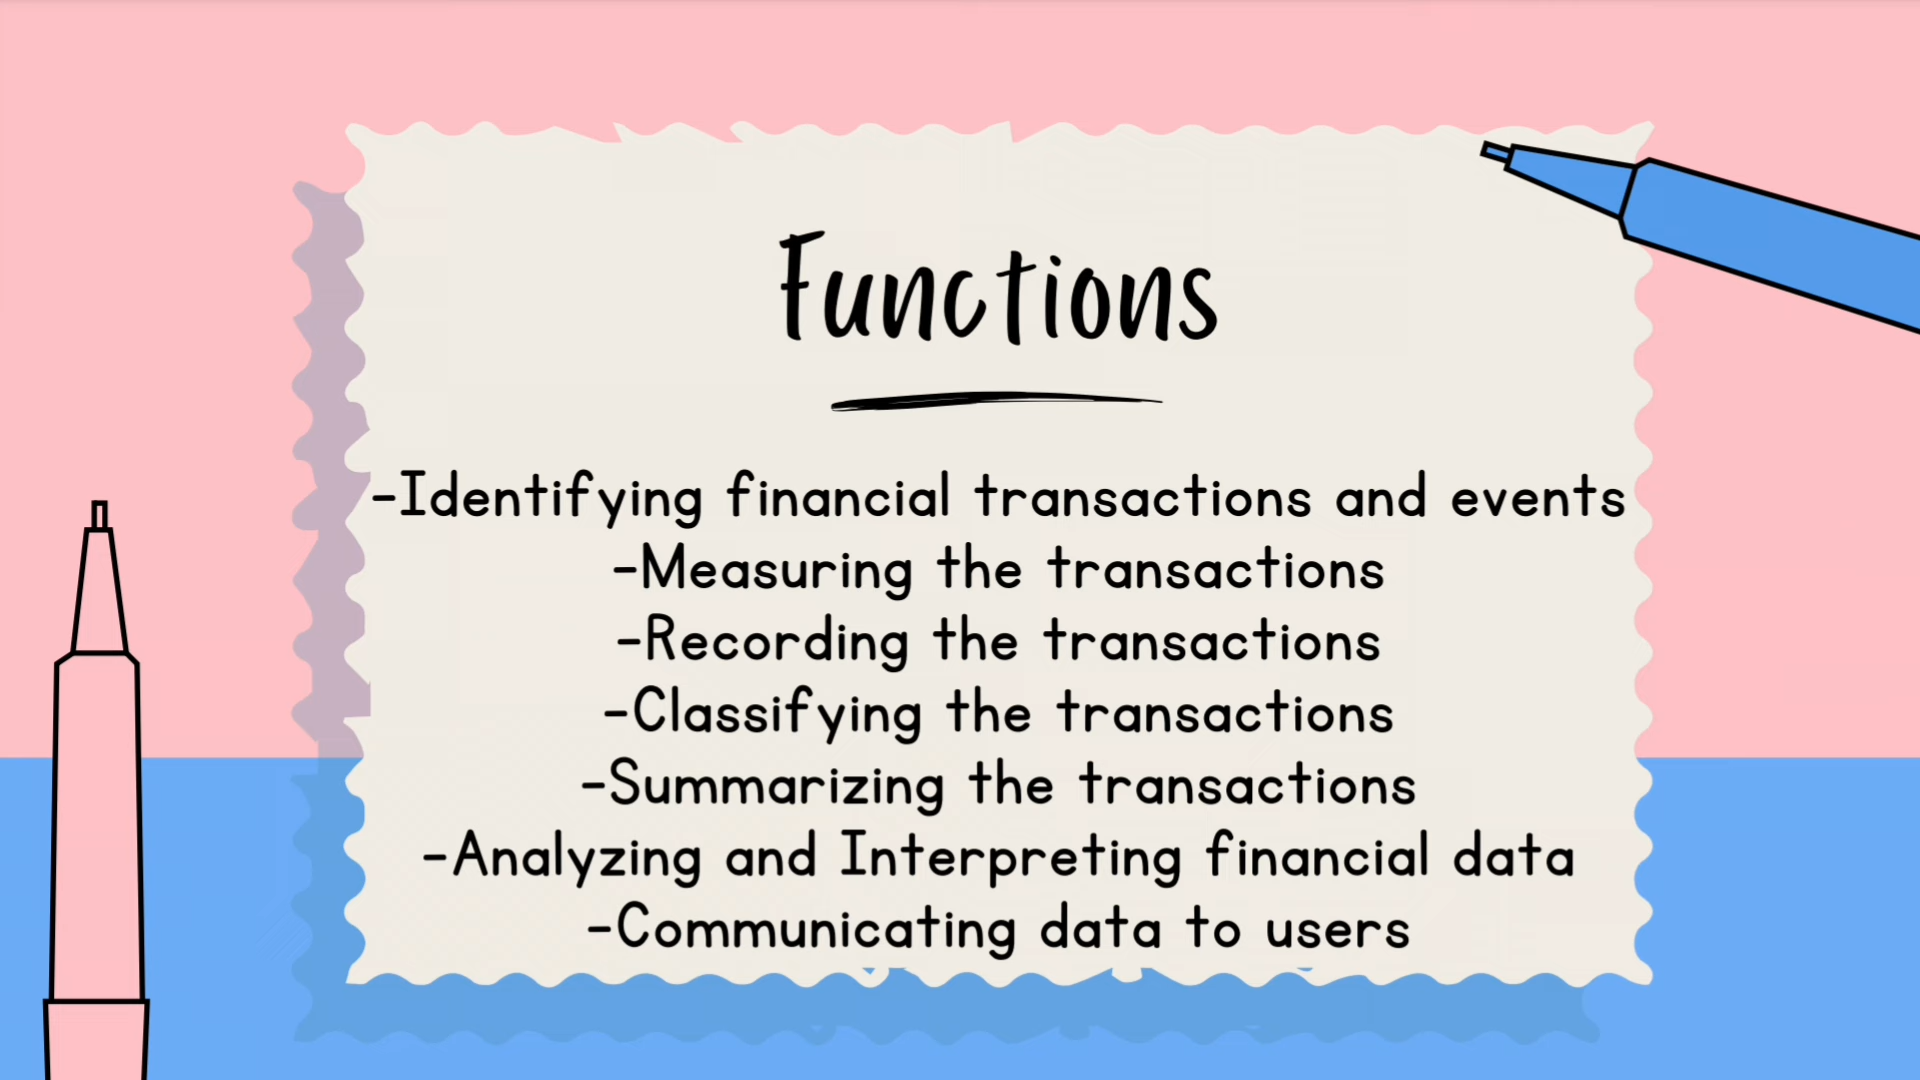 Functions
-Identifying financial transactions and events
-Measuring the transactions
-Recording the transactions
-Classifying the transactions
-Summarizing the transactions
-Analyzing and Interpreting financial data
-Communicating data to users